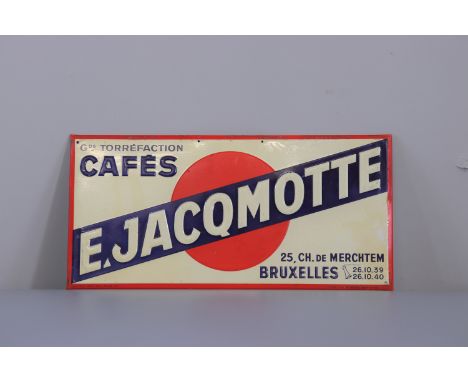 Gde TORRÉFACTION
CAFÉS
E.JACQMOTTE
25, CH. DE MERCHTEM
BRUXELLES 26.10.39
26.10.40